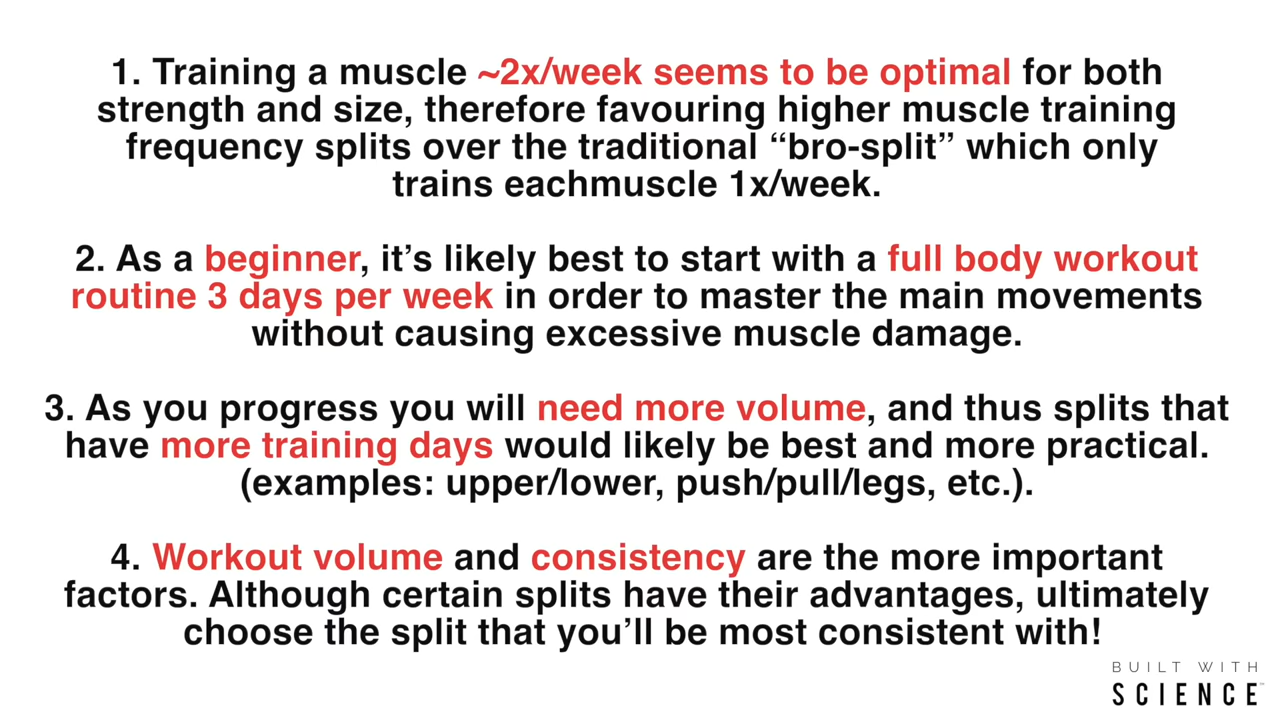 1. Training a muscle ~2x/week seems to be optimal for both
strength and size, therefore favouring higher muscle training
frequency splits over the traditional “bro-split” which only
trains eachmuscle 1x/week.
2. As a beginner, it’s likely best to start with a full body workout
routine 3 days per week in order to master the main movements
without causing excessive muscle damage.
3. As you progress you will need more volume, and thus splits that
have more training days would likely be best and more practical.
(examples: upper/lower, push/pull/legs, etc.).
4. Workout volume and consistency are the more important
factors. Although certain splits have their advantages, ultimately
choose the split that you’ll be most consistent with!
BUILT WITH
SCIENCE™